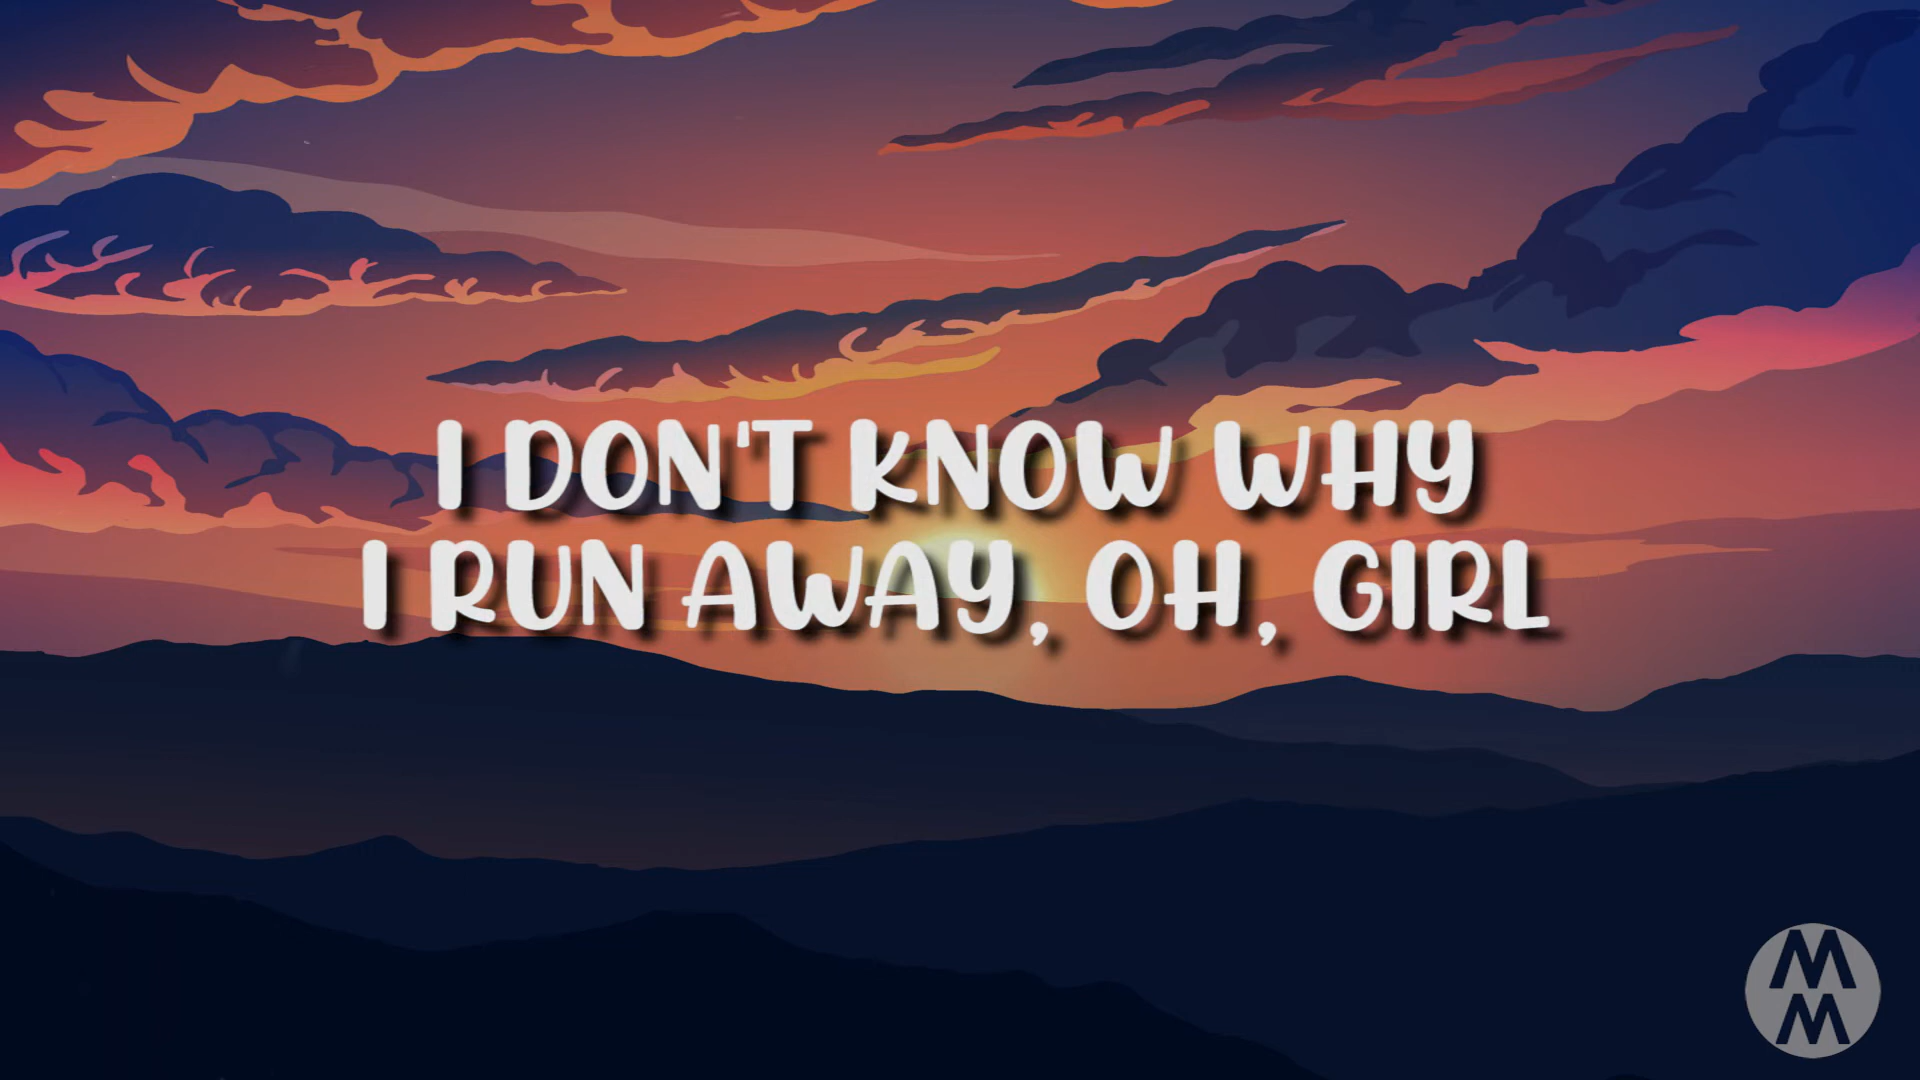 I DON'T KNOW WHY
I RUN AWAY, OH, GIRL
M
M